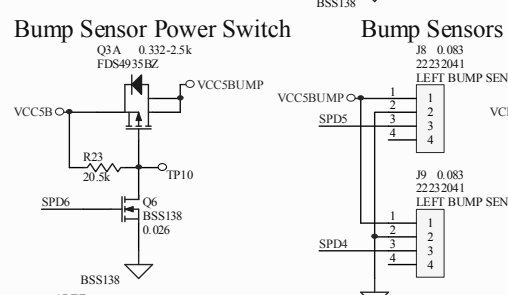 BSS138
Bump Sensor Power Switch
Q3A 0.332-2.5k
FDS4935BZ
VCC5BUMP
VCC5B
R23
20.5k
TP10
SPD6
Q6
BSS138
0.026
BSS138
Bump Sensors
J8 0.083
22232041
LEFT BUMP SEN
VCC5BUMP
1 1
2 2
SPD5 3 3
4 4
J9 0.083
22232041
LEFT BUMP SEN
1 1
2 2
SPD4 3 3
4 4